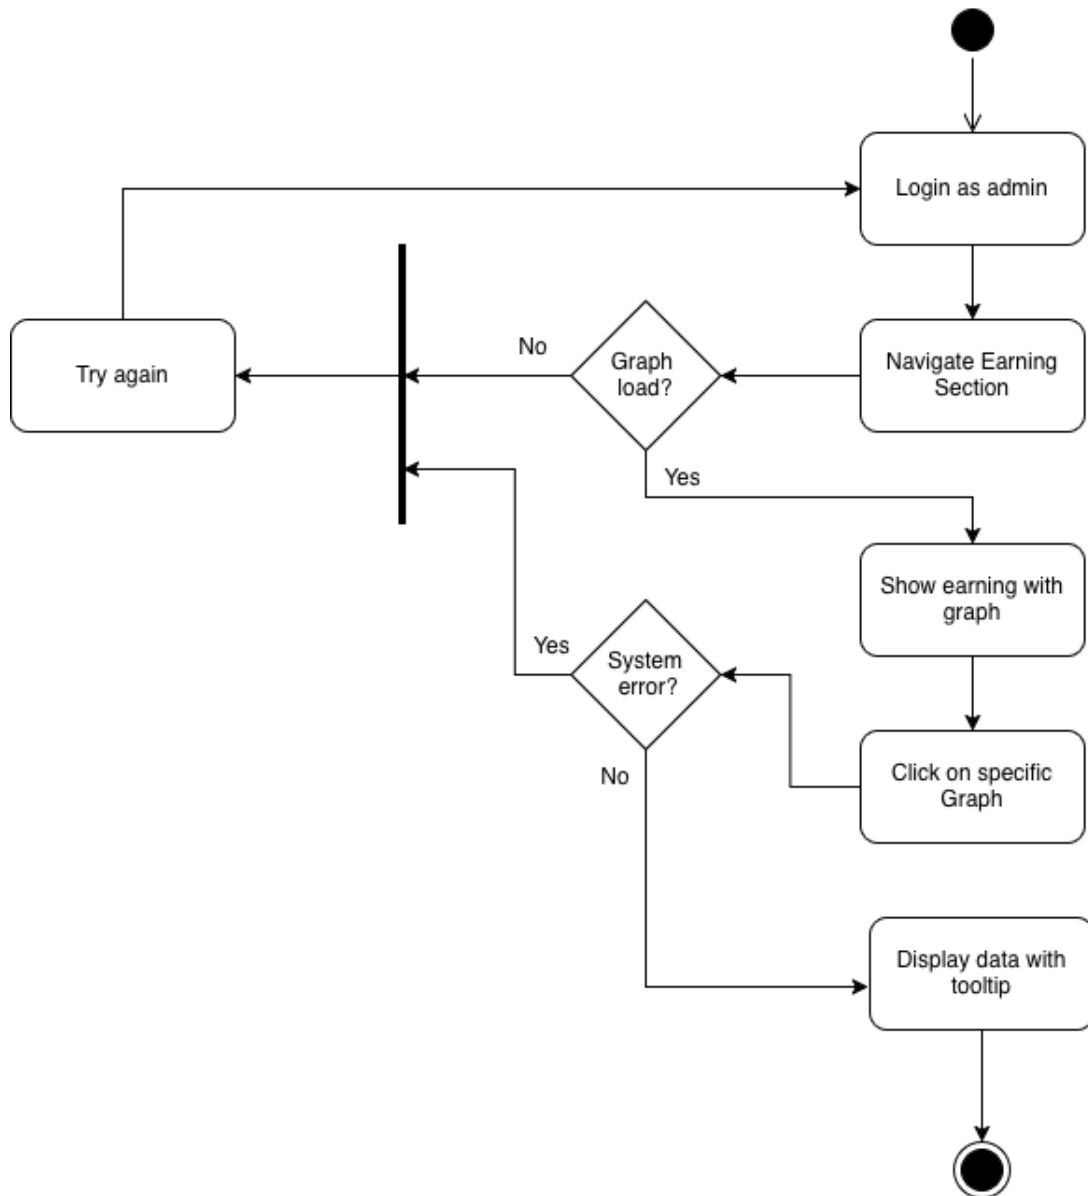 Login as admin
Navigate Earning
Section
Graph
load?
No
Try again
Yes
Show earning with
graph
Click on specific
Graph
System
error?
Yes
No
Display data with
tooltip